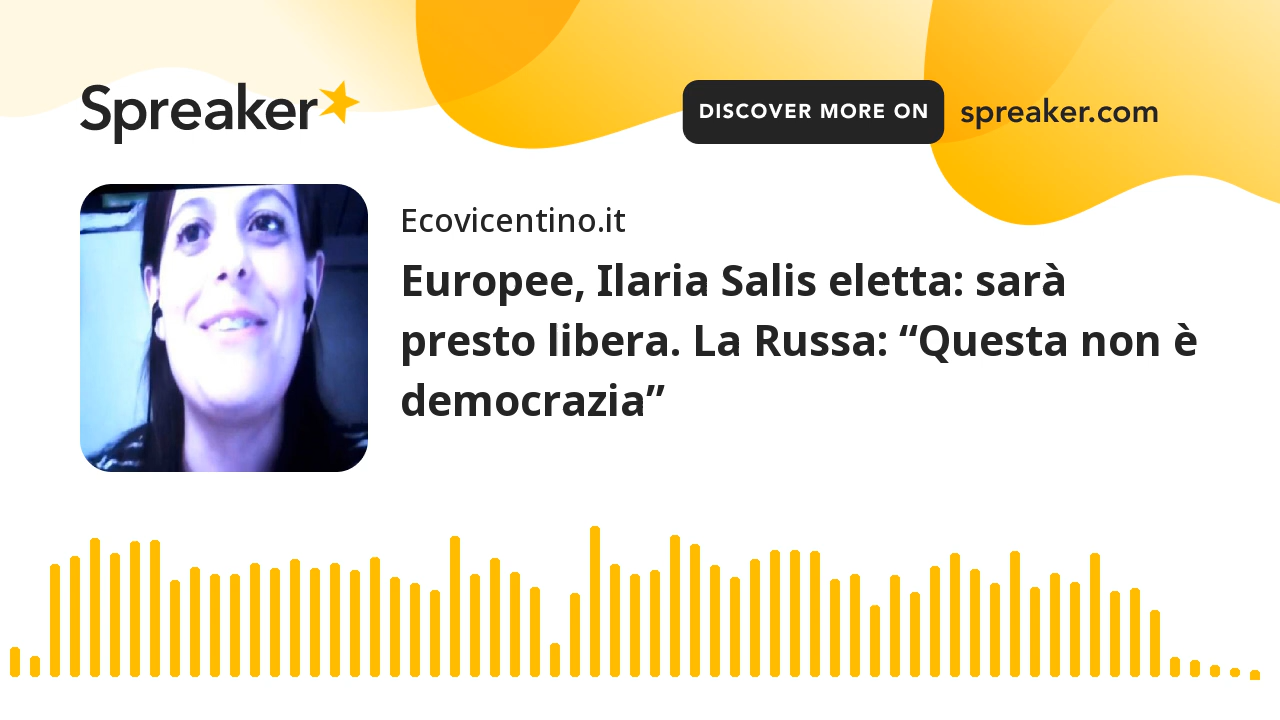 Spreaker
DISCOVER MORE ON spreaker.com
Ecovicentino.it
Europee, Ilaria Salis eletta: sarà
presto libera. La Russa: “Questa non è
democrazia”